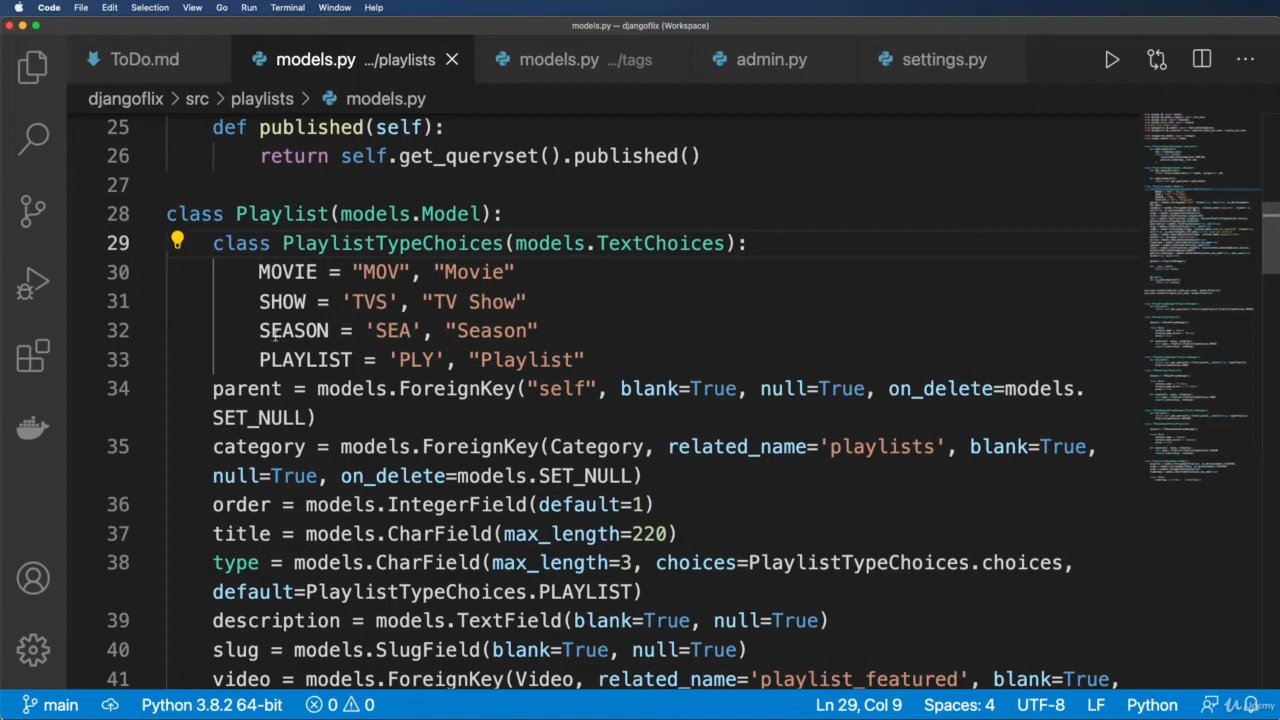 Code File Edit Selection View Go Run Terminal Window Help
models.py — djangoflix (Workspace)
ToDo.md models.py .../playlists models.py .../tags admin.py settings.py
djangoflix > src > playlists > models.py
25 def published(self):
26 return self.get_queryset().published()
27
28 class Playlist(models.Model):
29 class PlaylistTypeChoices(models.TextChoices):
30 MOVIE = "MOV", "Movie"
31 SHOW = 'TVS', "TV Show"
32 SEASON = 'SEA', "Season"
33 PLAYLIST = 'PLY', "Playlist"
34 parent = models.ForeignKey("self", blank=True, null=True, on_delete=models.
SET_NULL)
35 category = models.ForeignKey(Category, related_name='playlists', blank=True,
null=True, on_delete=models.SET_NULL)
36 order = models.IntegerField(default=1)
37 title = models.CharField(max_length=220)
38 type = models.CharField(max_length=3, choices=PlaylistTypeChoices.choices,
default=PlaylistTypeChoices.PLAYLIST)
39 description = models.TextField(blank=True, null=True)
40 slug = models.SlugField(blank=True, null=True)
41 video = models.ForeignKey(Video, related_name='playlist_featured', blank=True,
main Python 3.8.2 64-bit 0 0 Ln 29, Col 9 Spaces: 4 UTF-8 LF Python Udemy